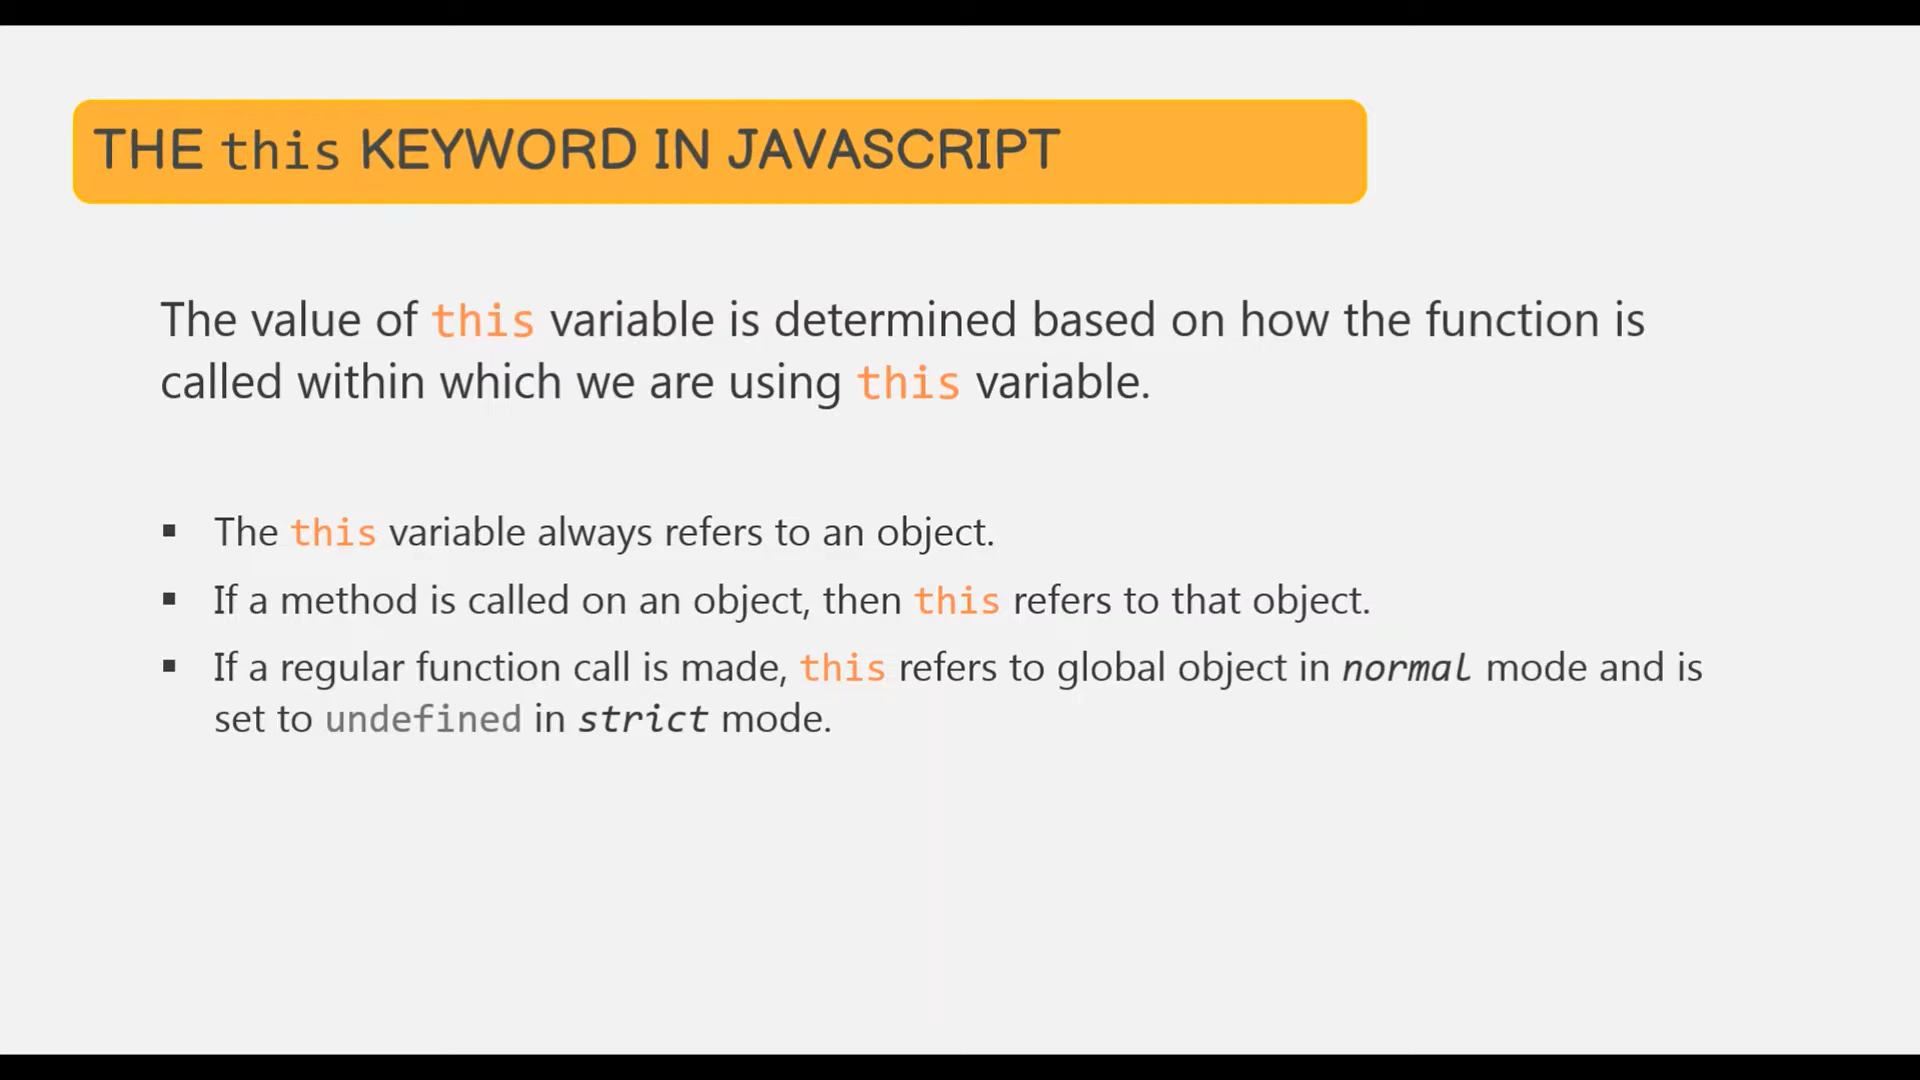 THE this KEYWORD IN JAVASCRIPT
The value of this variable is determined based on how the function is
called within which we are using this variable.
▪ The this variable always refers to an object.
▪ If a method is called on an object, then this refers to that object.
▪ If a regular function call is made, this refers to global object in normal mode and is
set to undefined in strict mode.